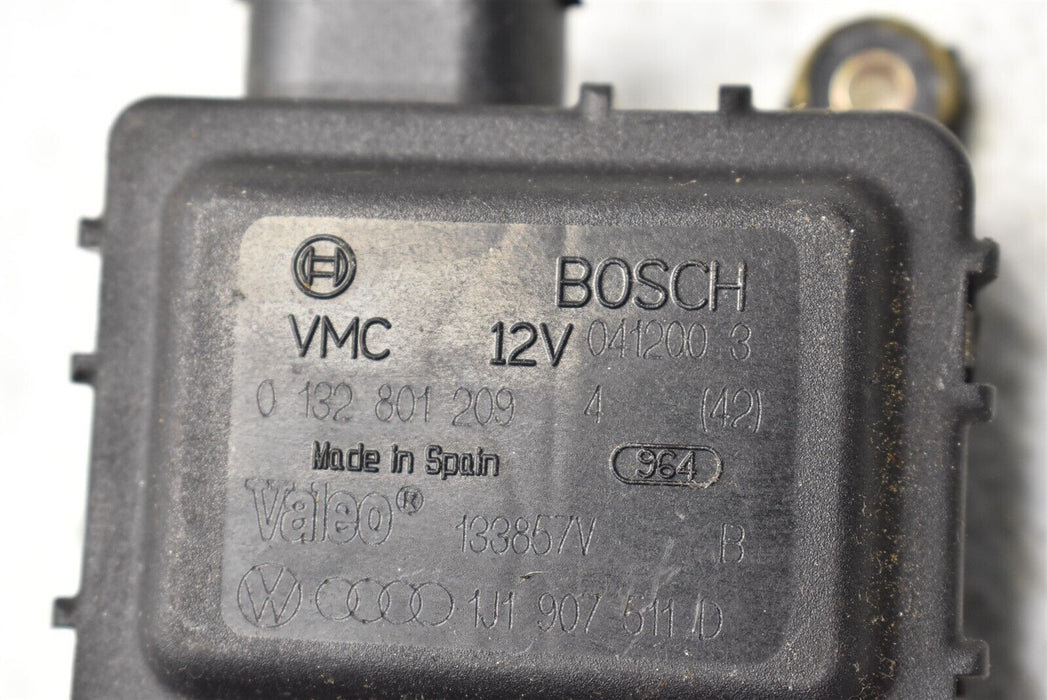 BOSCH
VMC 12V 041200 3
0 132 801 209 4 (42)
Made in Spain 964
Valeo® 133857V B
1J1 907 511 D